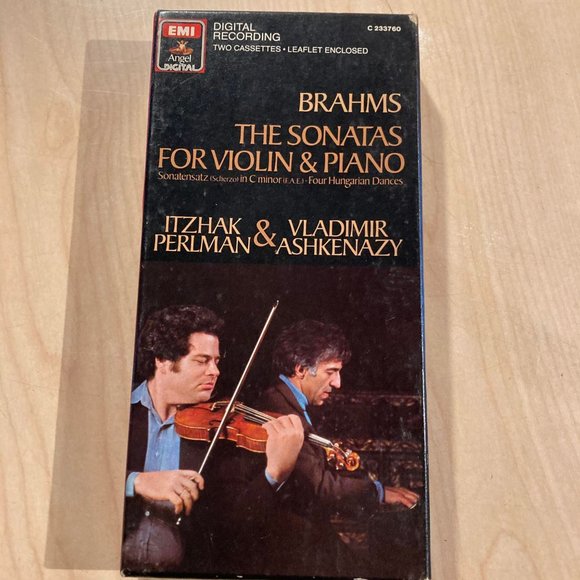 EMI
Angel
DIGITAL
DIGITAL
RECORDING
TWO CASSETTES • LEAFLET ENCLOSED
C 233760
BRAHMS
THE SONATAS
FOR VIOLIN & PIANO
Sonatensatz (Scherzo) in C minor (F.A.E.) • Four Hungarian Dances
ITZHAK PERLMAN & VLADIMIR ASHKENAZY